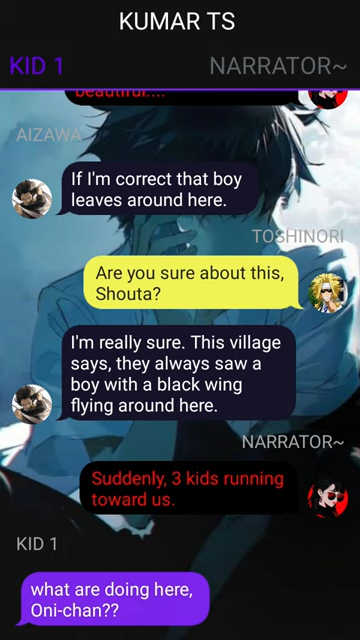 KUMAR TS
KID 1
NARRATOR~
beautiful....
AIZAWA
If I'm correct that boy
leaves around here.
TOSHINORI
Are you sure about this,
Shouta?
I'm really sure. This village
says, they always saw a
boy with a black wing
flying around here.
NARRATOR~
Suddenly, 3 kids running
toward us.
KID 1
what are doing here,
Oni-chan??